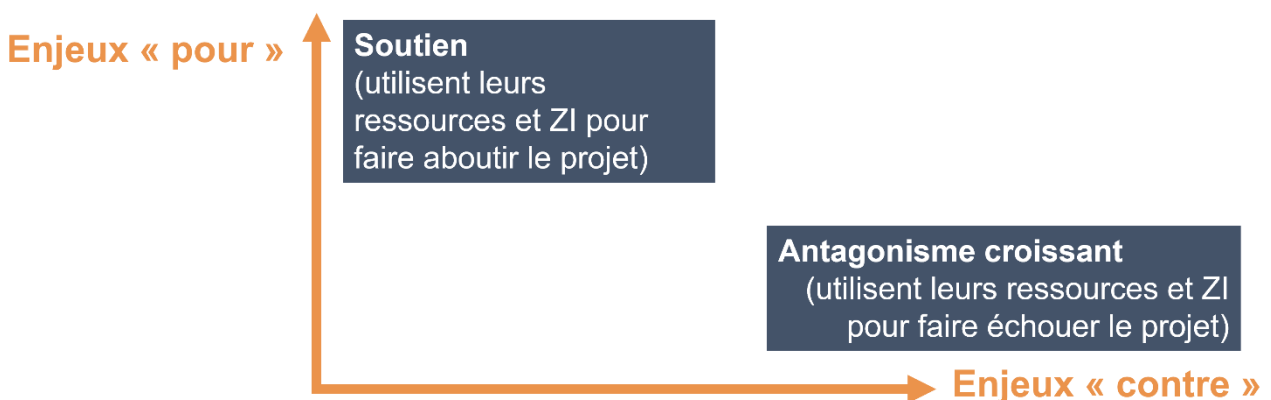 Enjeux « pour »
Soutien
(utilisent leurs
ressources et ZI pour
faire aboutir le projet)
Antagonisme croissant
(utilisent leurs ressources et ZI
pour faire échouer le projet)
Enjeux « contre »